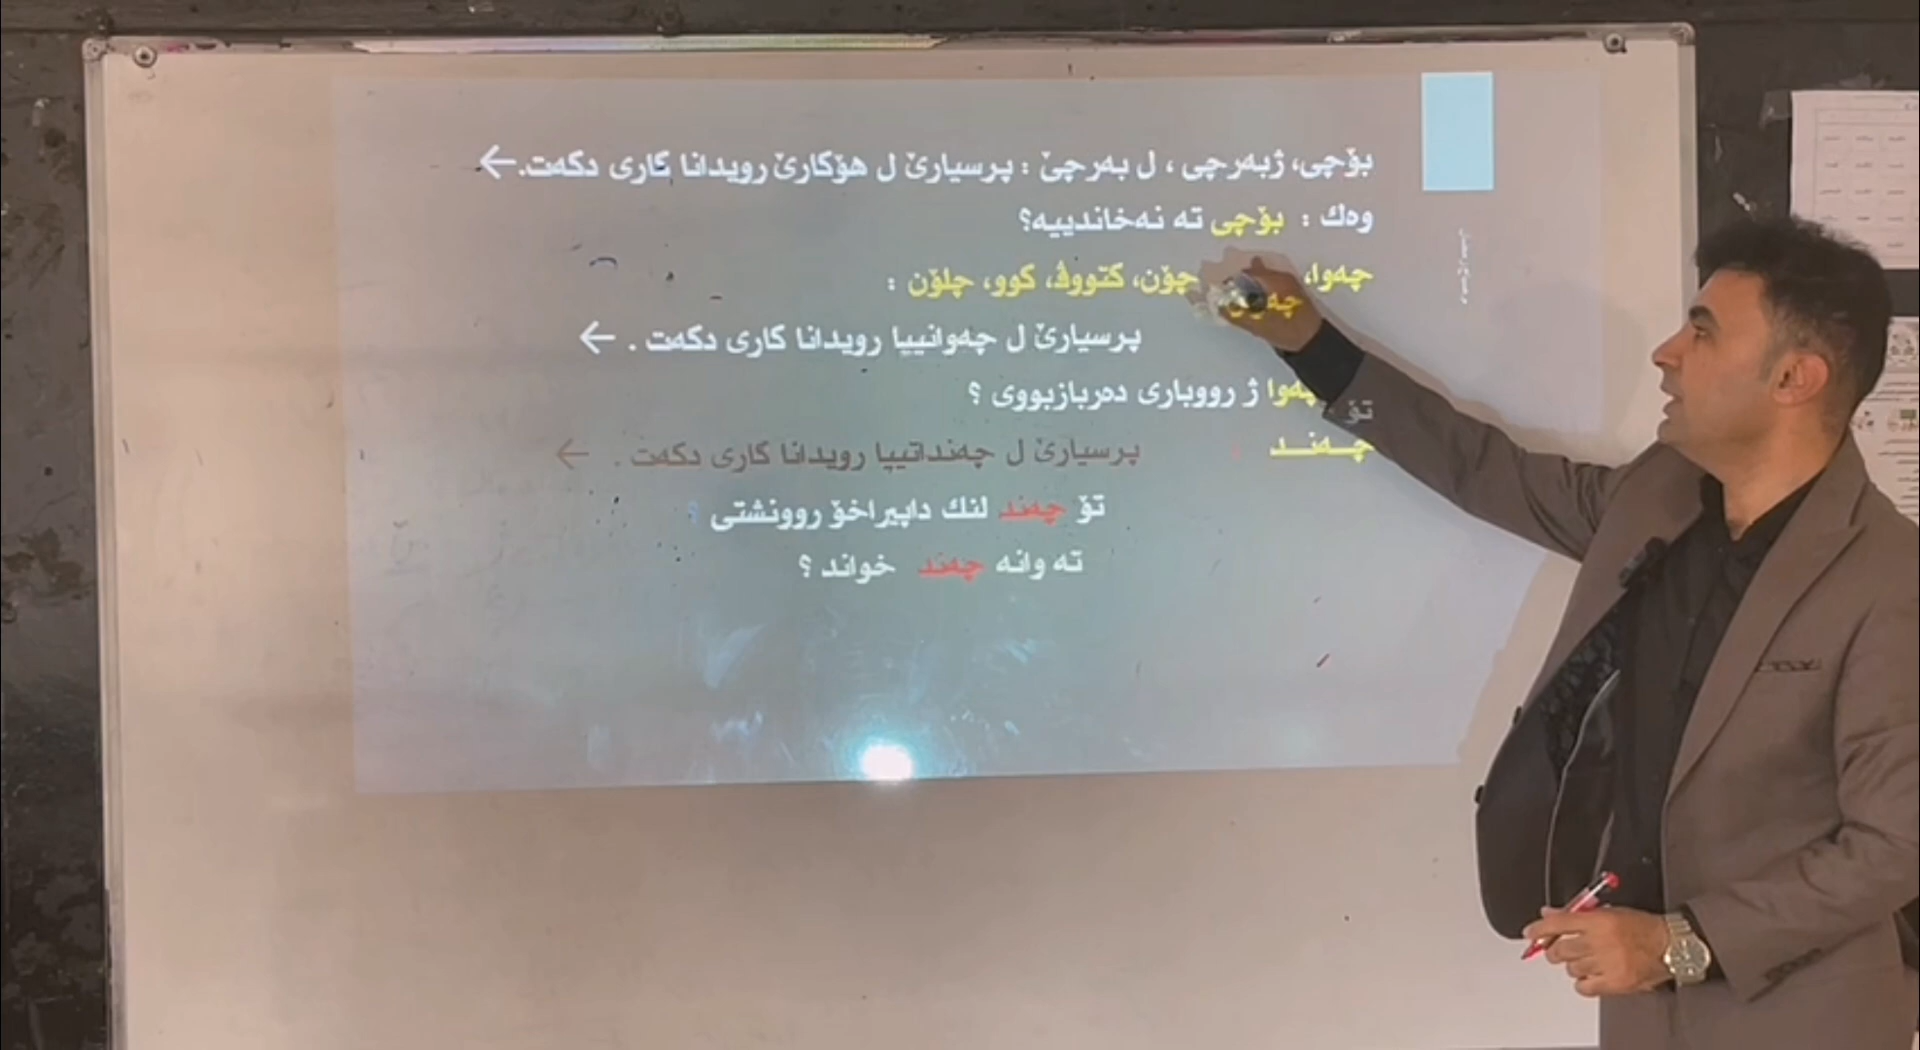 بۆچی، ژبەرچی ، ل بەرچێ : پرسیارێ ل هۆکارێ رویدانا کاری دکەت.←
وەك : بۆچی تە نەخاندییە؟
چەوا، چۆن، کتووڤ، کوو، چلۆن :
پرسیارێ ل چەوانییا رویدانا کاری دکەت . ←
تۆ چەوا ژ رووباری دەربازبووی ؟
چەند
پرسیارێ ل چەنداتییا رویدانا کاری دکەت . ←
تۆ چەند لنك داپیراخۆ روونشتی ؟
تە وانە چەند خواند ؟